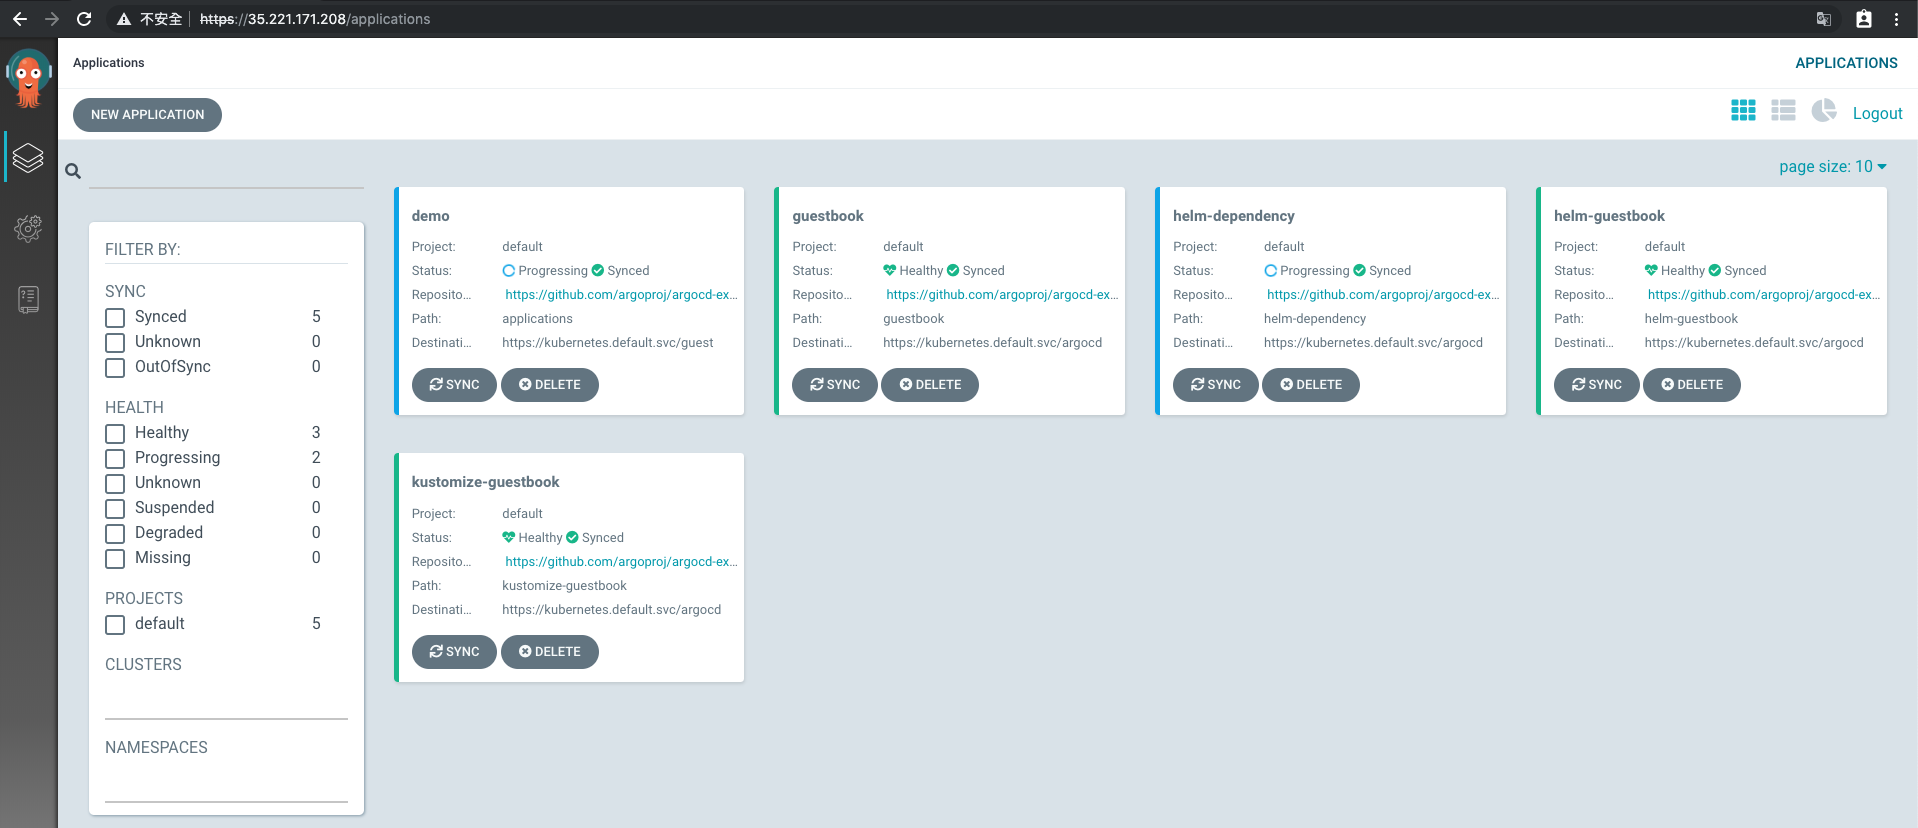 不安全 https://35.221.171.208/applications
Applications
APPLICATIONS
NEW APPLICATION
Logout
page size: 10
FILTER BY:
SYNC
Synced 5
Unknown 0
OutOfSync 0
HEALTH
Healthy 3
Progressing 2
Unknown 0
Suspended 0
Degraded 0
Missing 0
PROJECTS
default 5
CLUSTERS
NAMESPACES
demo
Project: default
Status: Progressing Synced
Reposito... https://github.com/argoproj/argocd-ex...
Path: applications
Destinati... https://kubernetes.default.svc/guest
SYNC DELETE
guestbook
Project: default
Status: Healthy Synced
Reposito... https://github.com/argoproj/argocd-ex...
Path: guestbook
Destinati... https://kubernetes.default.svc/argocd
SYNC DELETE
helm-dependency
Project: default
Status: Progressing Synced
Reposito... https://github.com/argoproj/argocd-ex...
Path: helm-dependency
Destinati... https://kubernetes.default.svc/argocd
SYNC DELETE
helm-guestbook
Project: default
Status: Healthy Synced
Reposito... https://github.com/argoproj/argocd-ex...
Path: helm-guestbook
Destinati... https://kubernetes.default.svc/argocd
SYNC DELETE
kustomize-guestbook
Project: default
Status: Healthy Synced
Reposito... https://github.com/argoproj/argocd-ex...
Path: kustomize-guestbook
Destinati... https://kubernetes.default.svc/argocd
SYNC DELETE